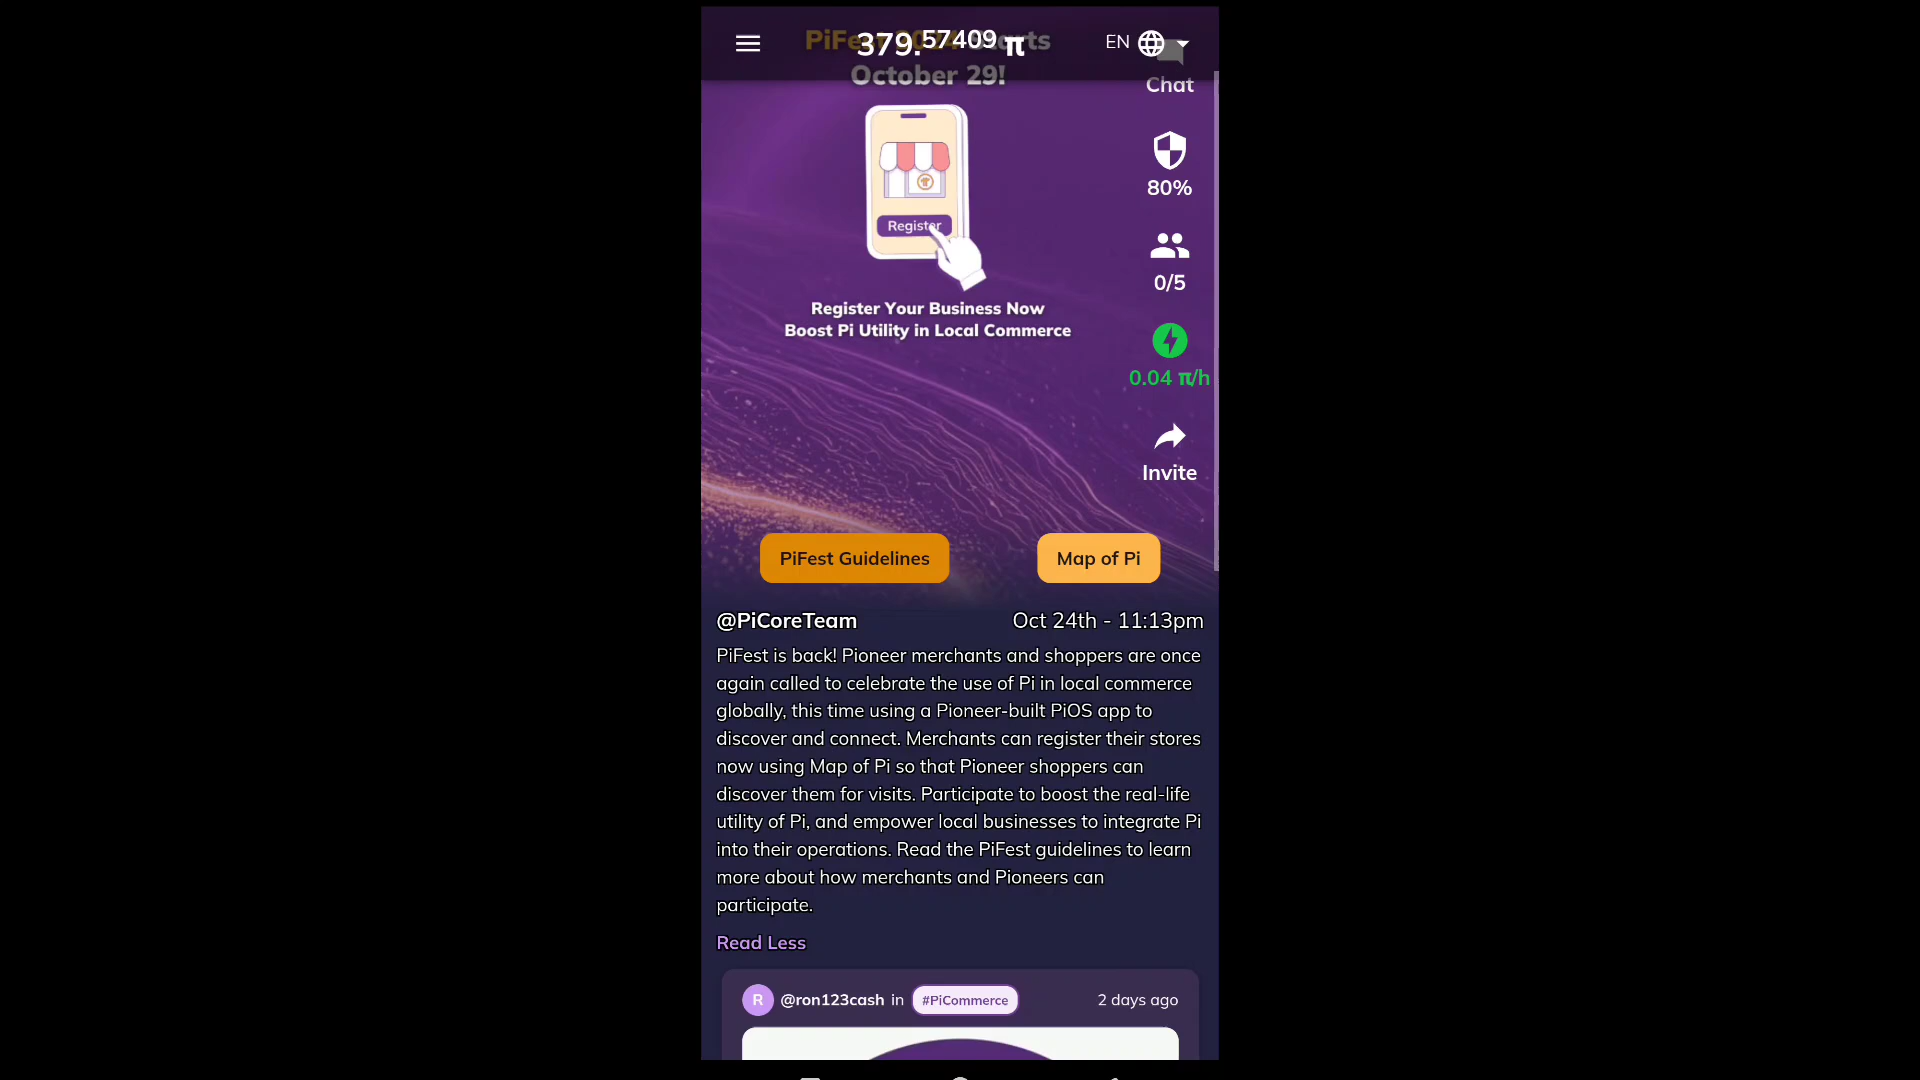 PiFest 2024 Starts
October 29!
379.57409 π
EN
Chat
80%
Register
0/5
Register Your Business Now
Boost Pi Utility in Local Commerce
0.04 π/h
Invite
PiFest Guidelines
Map of Pi
@PiCoreTeam
Oct 24th - 11:13pm
PiFest is back! Pioneer merchants and shoppers are once
again called to celebrate the use of Pi in local commerce
globally, this time using a Pioneer-built PiOS app to
discover and connect. Merchants can register their stores
now using Map of Pi so that Pioneer shoppers can
discover them for visits. Participate to boost the real-life
utility of Pi, and empower local businesses to integrate Pi
into their operations. Read the PiFest guidelines to learn
more about how merchants and Pioneers can
participate.
Read Less
R @ron123cash in #PiCommerce
2 days ago